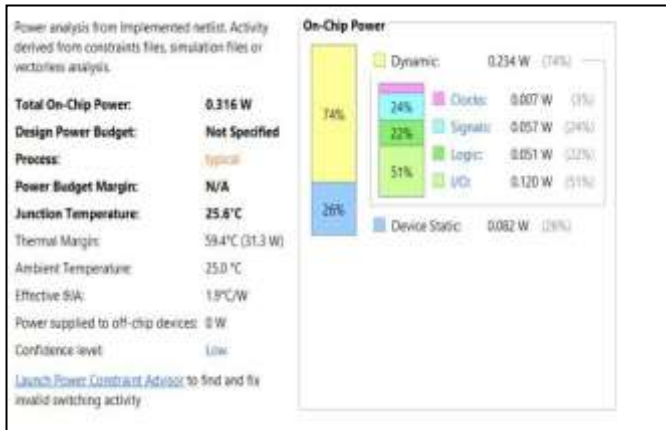 Power analysis from Implemented netlist. Activity
derived from constraints files, simulation files or
vectorless analysis.
Total On-Chip Power: 0.316 W
Design Power Budget: Not Specified
Process: typical
Power Budget Margin: N/A
Junction Temperature: 25.6°C
Thermal Margin: 59.4°C (31.3 W)
Ambient Temperature: 25.0 °C
Effective ϑJA: 1.9°C/W
Power supplied to off-chip devices: 0 W
Confidence level: Low
Launch Power Constraint Advisor to find and fix
invalid switching activity
On-Chip Power
74%
26%
Dynamic: 0.234 W (74%)
24%
22%
51%
Clocks: 0.007 W (3%)
Signals: 0.057 W (24%)
Logic: 0.051 W (22%)
I/O: 0.120 W (51%)
Device Static: 0.082 W (26%)